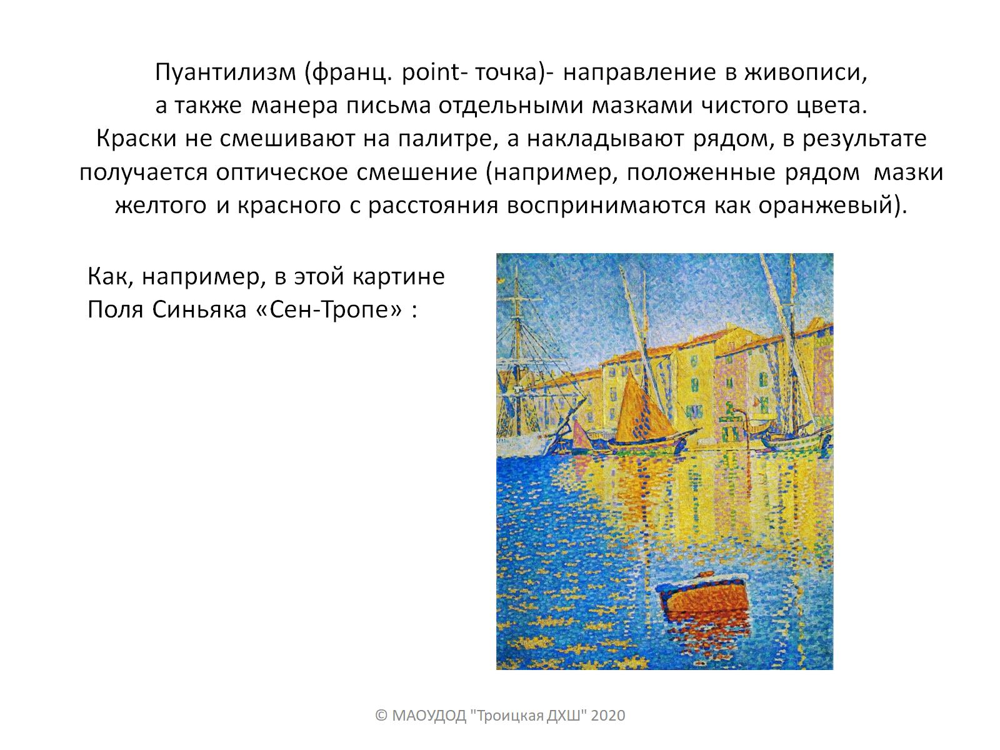 Пуантилизм (франц. point- точка)- направление в живописи,
а также манера письма отдельными мазками чистого цвета.
Краски не смешивают на палитре, а накладывают рядом, в результате
получается оптическое смешение (например, положенные рядом  мазки
желтого и красного с расстояния воспринимаются как оранжевый).
Как, например, в этой картине
Поля Синьяка «Сен-Тропе» :
© МАОУДОД "Троицкая ДХШ" 2020